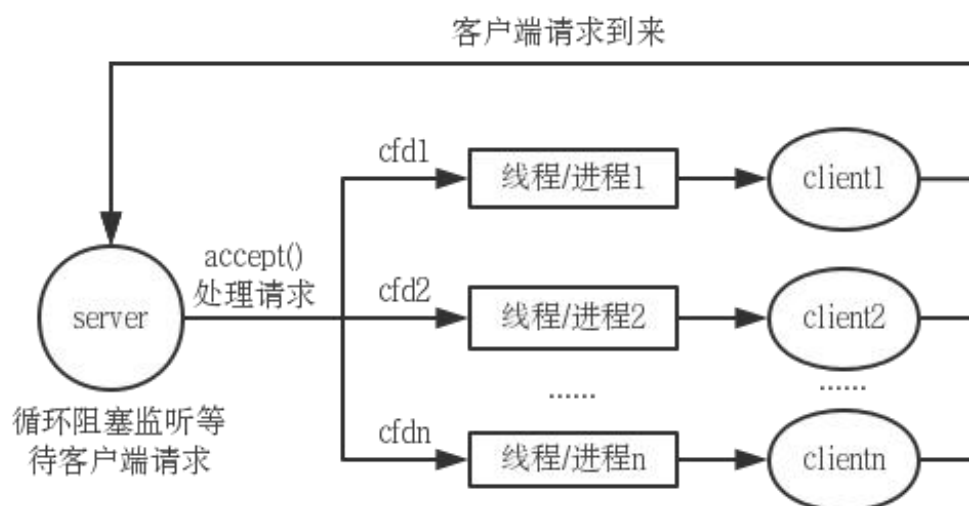 客户端请求到来
cfd1
线程/进程1
client1
accept()
处理请求
server
cfd2
线程/进程2
client2
......
......
循环阻塞监听等
待客户端请求
cfdn
线程/进程n
clientn